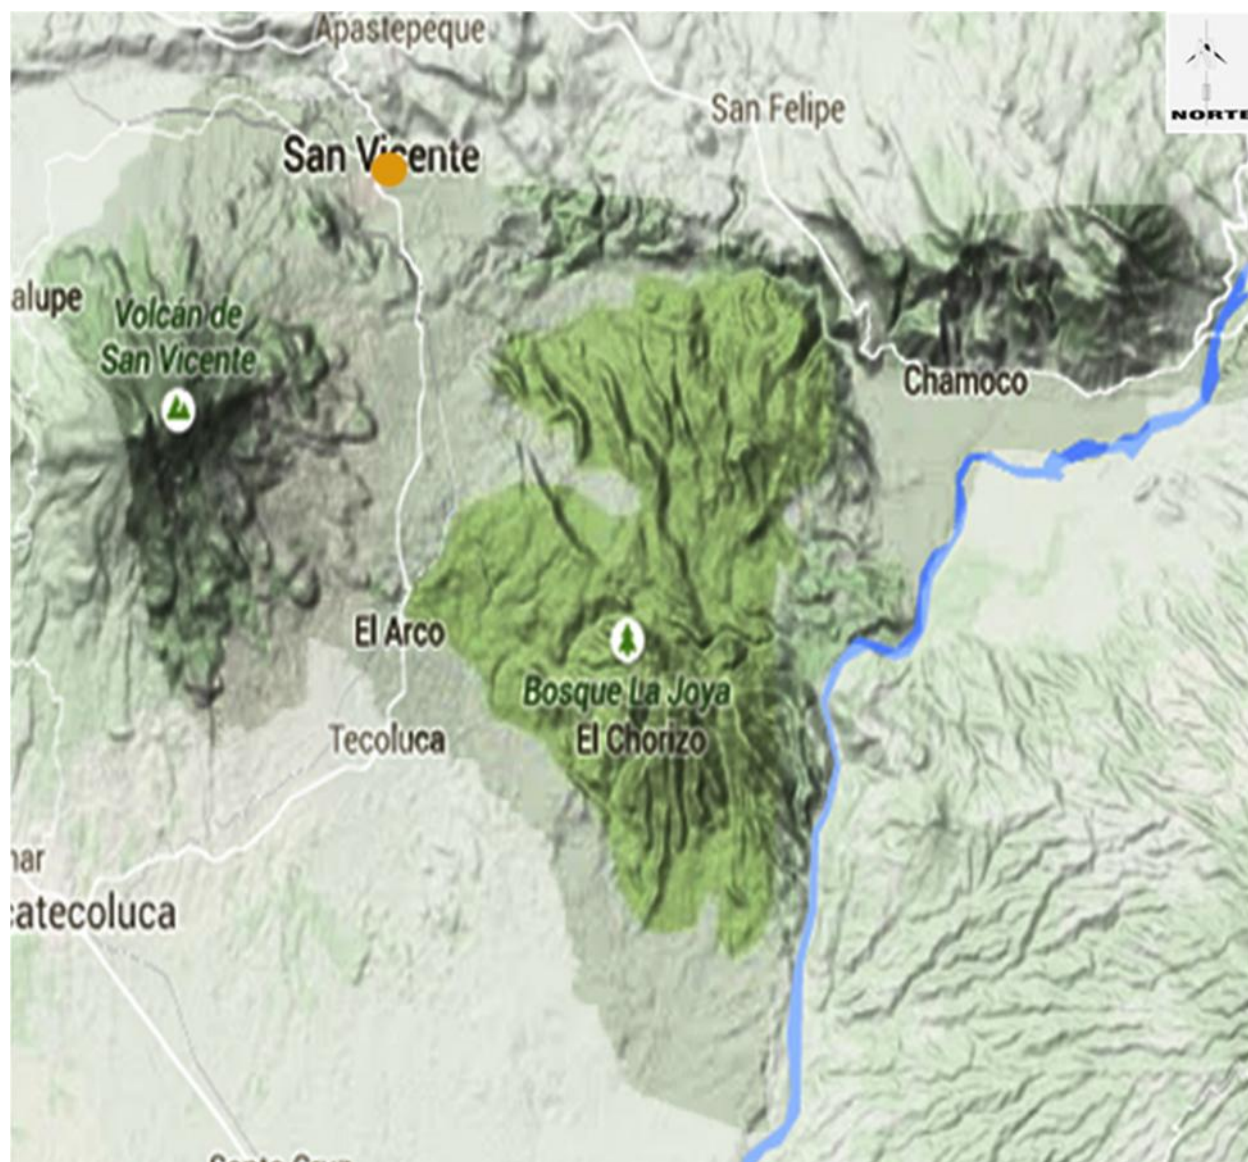 Apastepeque
NORTE
San Felipe
San Vicente
alupe
Volcán de
San Vicente
Chamoco
El Arco
Bosque La Joya
Tecoluca
El Chorizo
nar
catecoluca